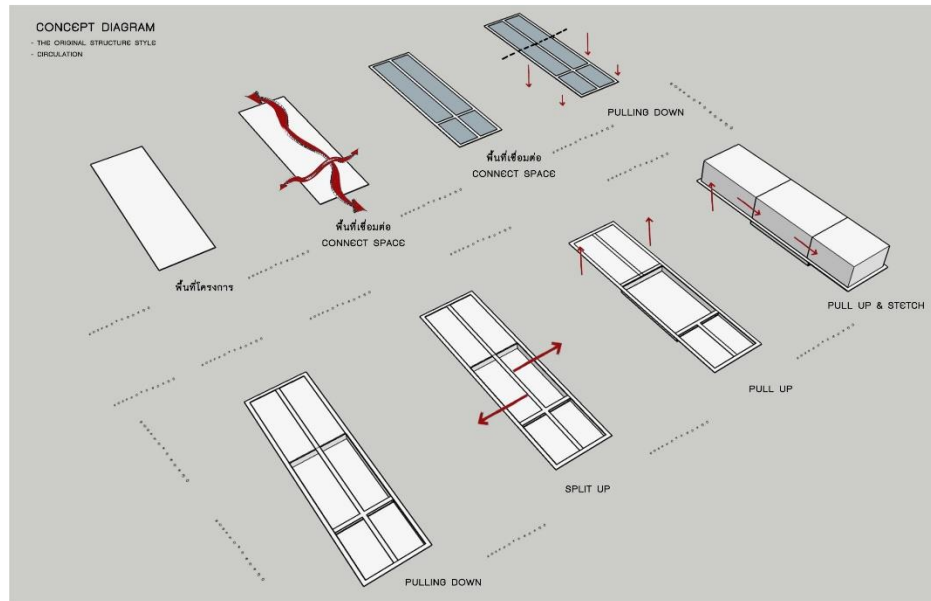 CONCEPT DIAGRAM
- THE ORIGINAL STRUCTURE STYLE
- CIRCULATION
พื้นที่โครงการ
พื้นที่เชื่อมต่อ
CONNECT SPACE
พื้นที่เชื่อมต่อ
CONNECT SPACE
PULLING DOWN
PULL UP & STETCH
PULL UP
SPLIT UP
PULLING DOWN